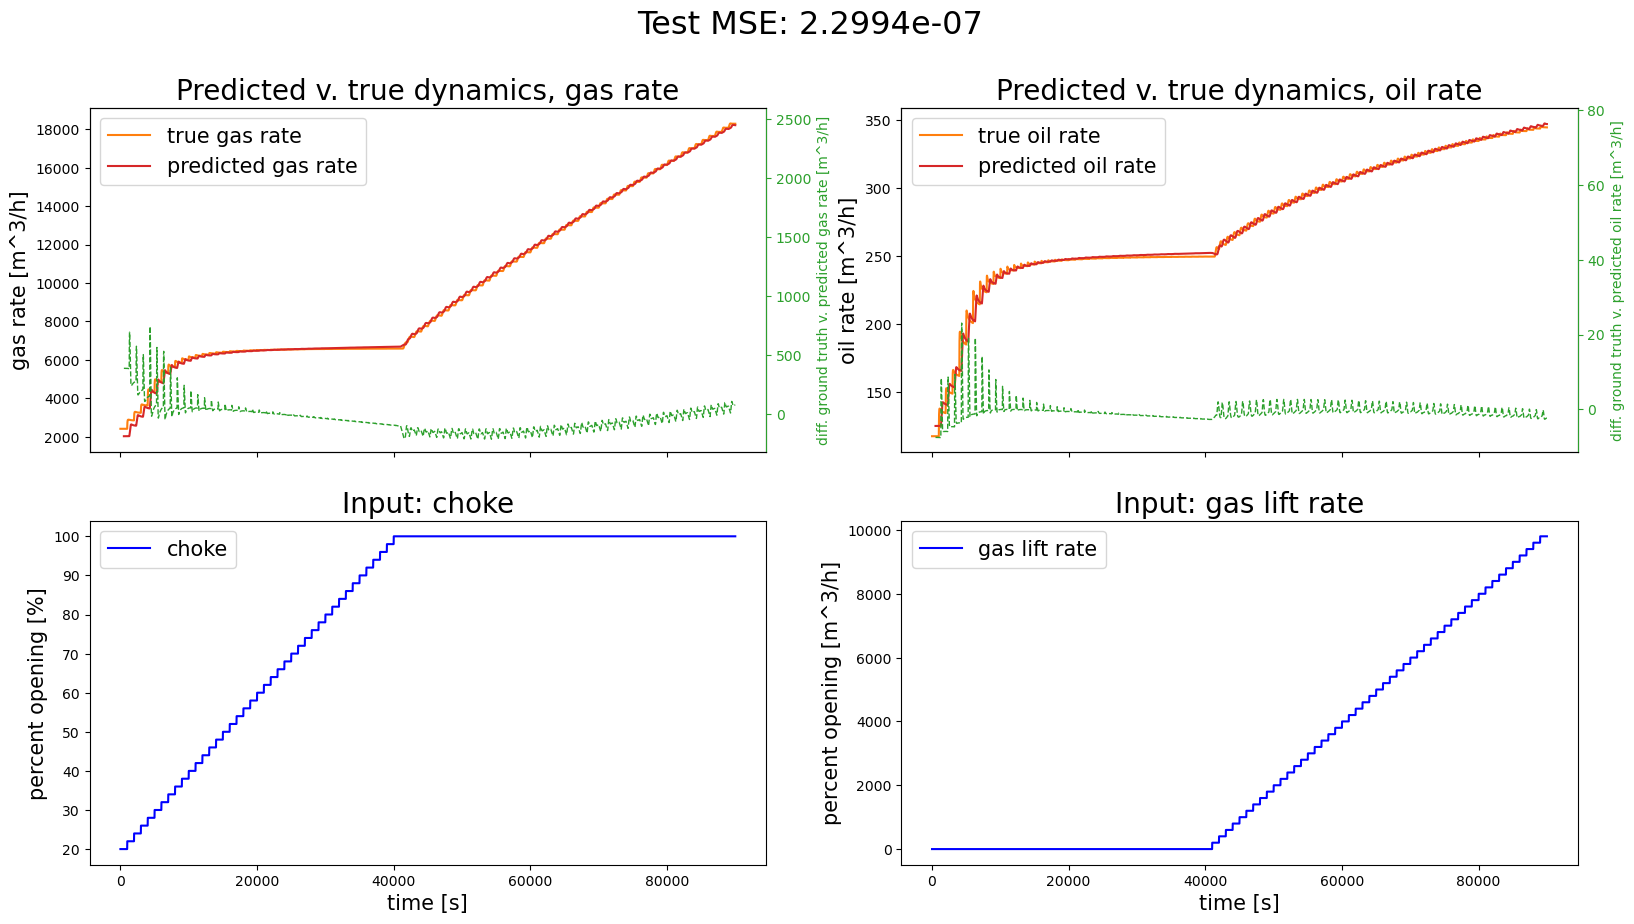 Test MSE: 2.2994e-07
Predicted v. true dynamics, gas rate
true gas rate
predicted gas rate
gas rate [m^3/h]
18000
16000
14000
12000
10000
8000
6000
4000
2000
2500
2000
1500
1000
500
0
diff. ground truth v. predicted gas rate [m^3/h]
Predicted v. true dynamics, oil rate
true oil rate
predicted oil rate
oil rate [m^3/h]
350
300
250
200
150
80
60
40
20
0
diff. ground truth v. predicted oil rate [m^3/h]
Input: choke
choke
percent opening [%]
100
90
80
70
60
50
40
30
20
0 20000 40000 60000 80000
time [s]
Input: gas lift rate
gas lift rate
percent opening [m^3/h]
10000
8000
6000
4000
2000
0
0 20000 40000 60000 80000
time [s]